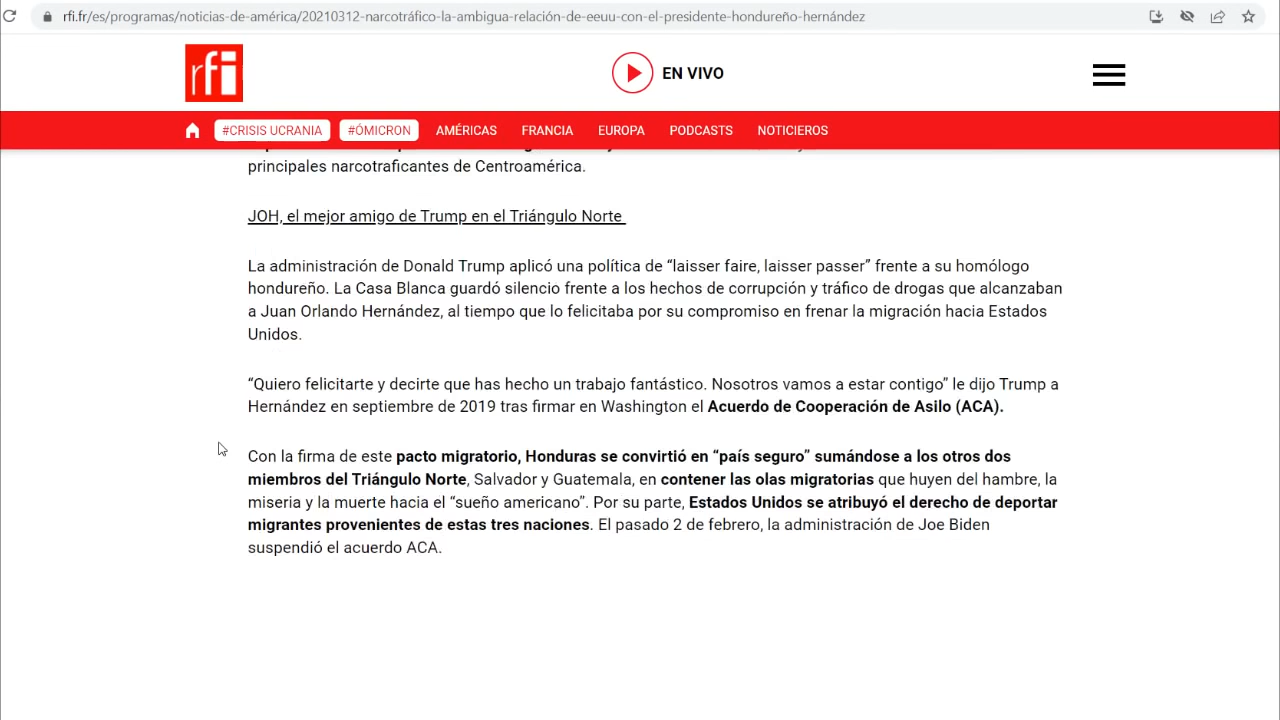 rfi.fr/es/programas/noticias-de-américa/20210312-narcotráfico-la-ambigua-relación-de-eeuu-con-el-presidente-hondureño-hernández
rfi
EN VIVO
#CRISIS UCRANIA #ÓMICRON AMÉRICAS FRANCIA EUROPA PODCASTS NOTICIEROS
principales narcotraficantes de Centroamérica.
JOH, el mejor amigo de Trump en el Triángulo Norte
La administración de Donald Trump aplicó una política de “laisser faire, laisser passer” frente a su homólogo
hondureño. La Casa Blanca guardó silencio frente a los hechos de corrupción y tráfico de drogas que alcanzaban
a Juan Orlando Hernández, al tiempo que lo felicitaba por su compromiso en frenar la migración hacia Estados
Unidos.
“Quiero felicitarte y decirte que has hecho un trabajo fantástico. Nosotros vamos a estar contigo” le dijo Trump a
Hernández en septiembre de 2019 tras firmar en Washington el Acuerdo de Cooperación de Asilo (ACA).
Con la firma de este pacto migratorio, Honduras se convirtió en “país seguro” sumándose a los otros dos
miembros del Triángulo Norte, Salvador y Guatemala, en contener las olas migratorias que huyen del hambre, la
miseria y la muerte hacia el “sueño americano”. Por su parte, Estados Unidos se atribuyó el derecho de deportar
migrantes provenientes de estas tres naciones. El pasado 2 de febrero, la administración de Joe Biden
suspendió el acuerdo ACA.